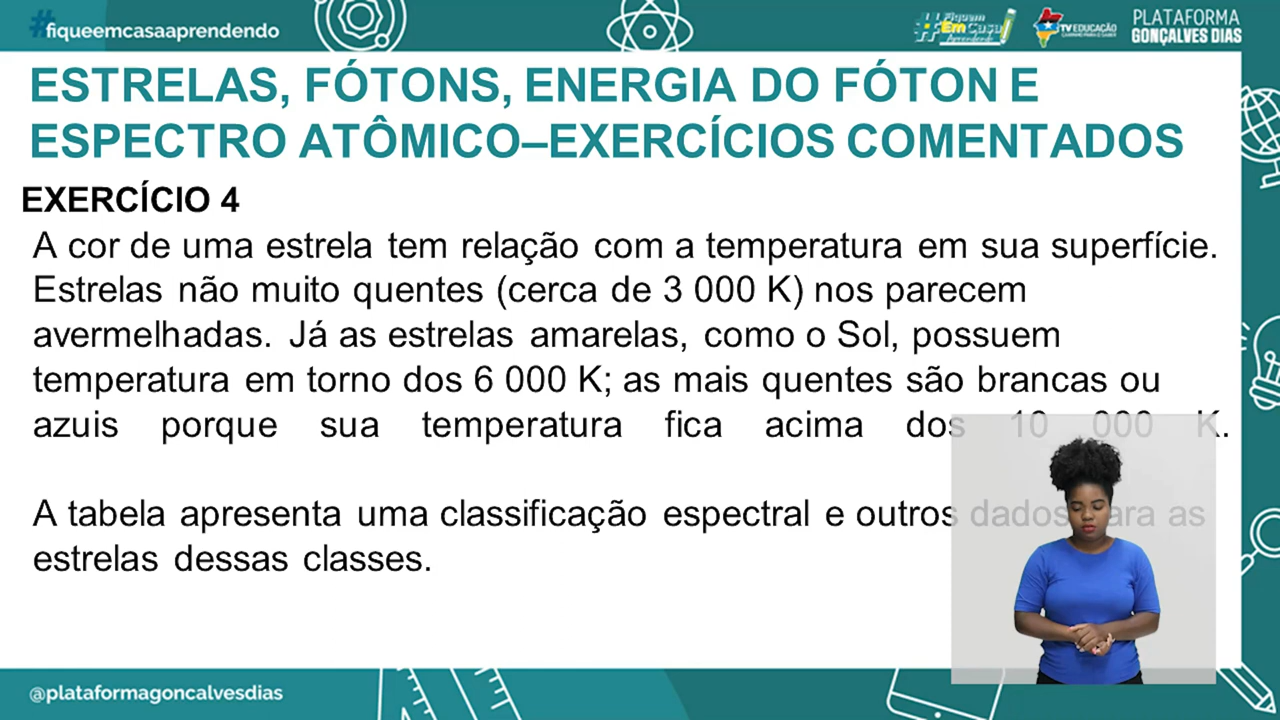 #fiqueemcasaaprendendo
#Fiquem
Em Casa
Aprendendo
TV EDUCAÇÃO
PLATAFORMA
GONÇALVES DIAS
ESTRELAS, FÓTONS, ENERGIA DO FÓTON E
ESPECTRO ATÔMICO–EXERCÍCIOS COMENTADOS
EXERCÍCIO 4
A cor de uma estrela tem relação com a temperatura em sua superfície.
Estrelas não muito quentes (cerca de 3 000 K) nos parecem
avermelhadas. Já as estrelas amarelas, como o Sol, possuem
temperatura em torno dos 6 000 K; as mais quentes são brancas ou
azuis porque sua temperatura fica acima dos 10 000 K.
A tabela apresenta uma classificação espectral e outros dados para as
estrelas dessas classes.
@plataformagoncalvesdias